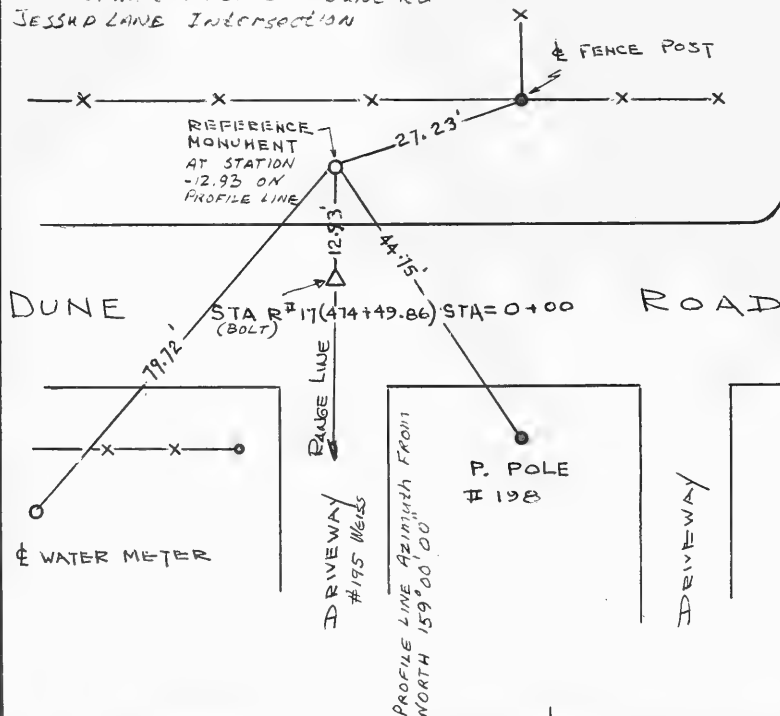 JESSUP LANE Intersection
℄ FENCE POST
27.23'
REFERENCE
MONUMENT
AT STATION
-12.93 ON
PROFILE LINE
12.93'
44.75'
DUNE ROAD
STA R#17(474+49.86) STA=0+00
(BOLT)
79.72'
RANGE LINE
P. POLE
#198
℄ WATER METER
DRIVEWAY
#195 WEISS
PROFILE LINE AZIMUTH FROM
NORTH 159°00'00"
DRIVEWAY